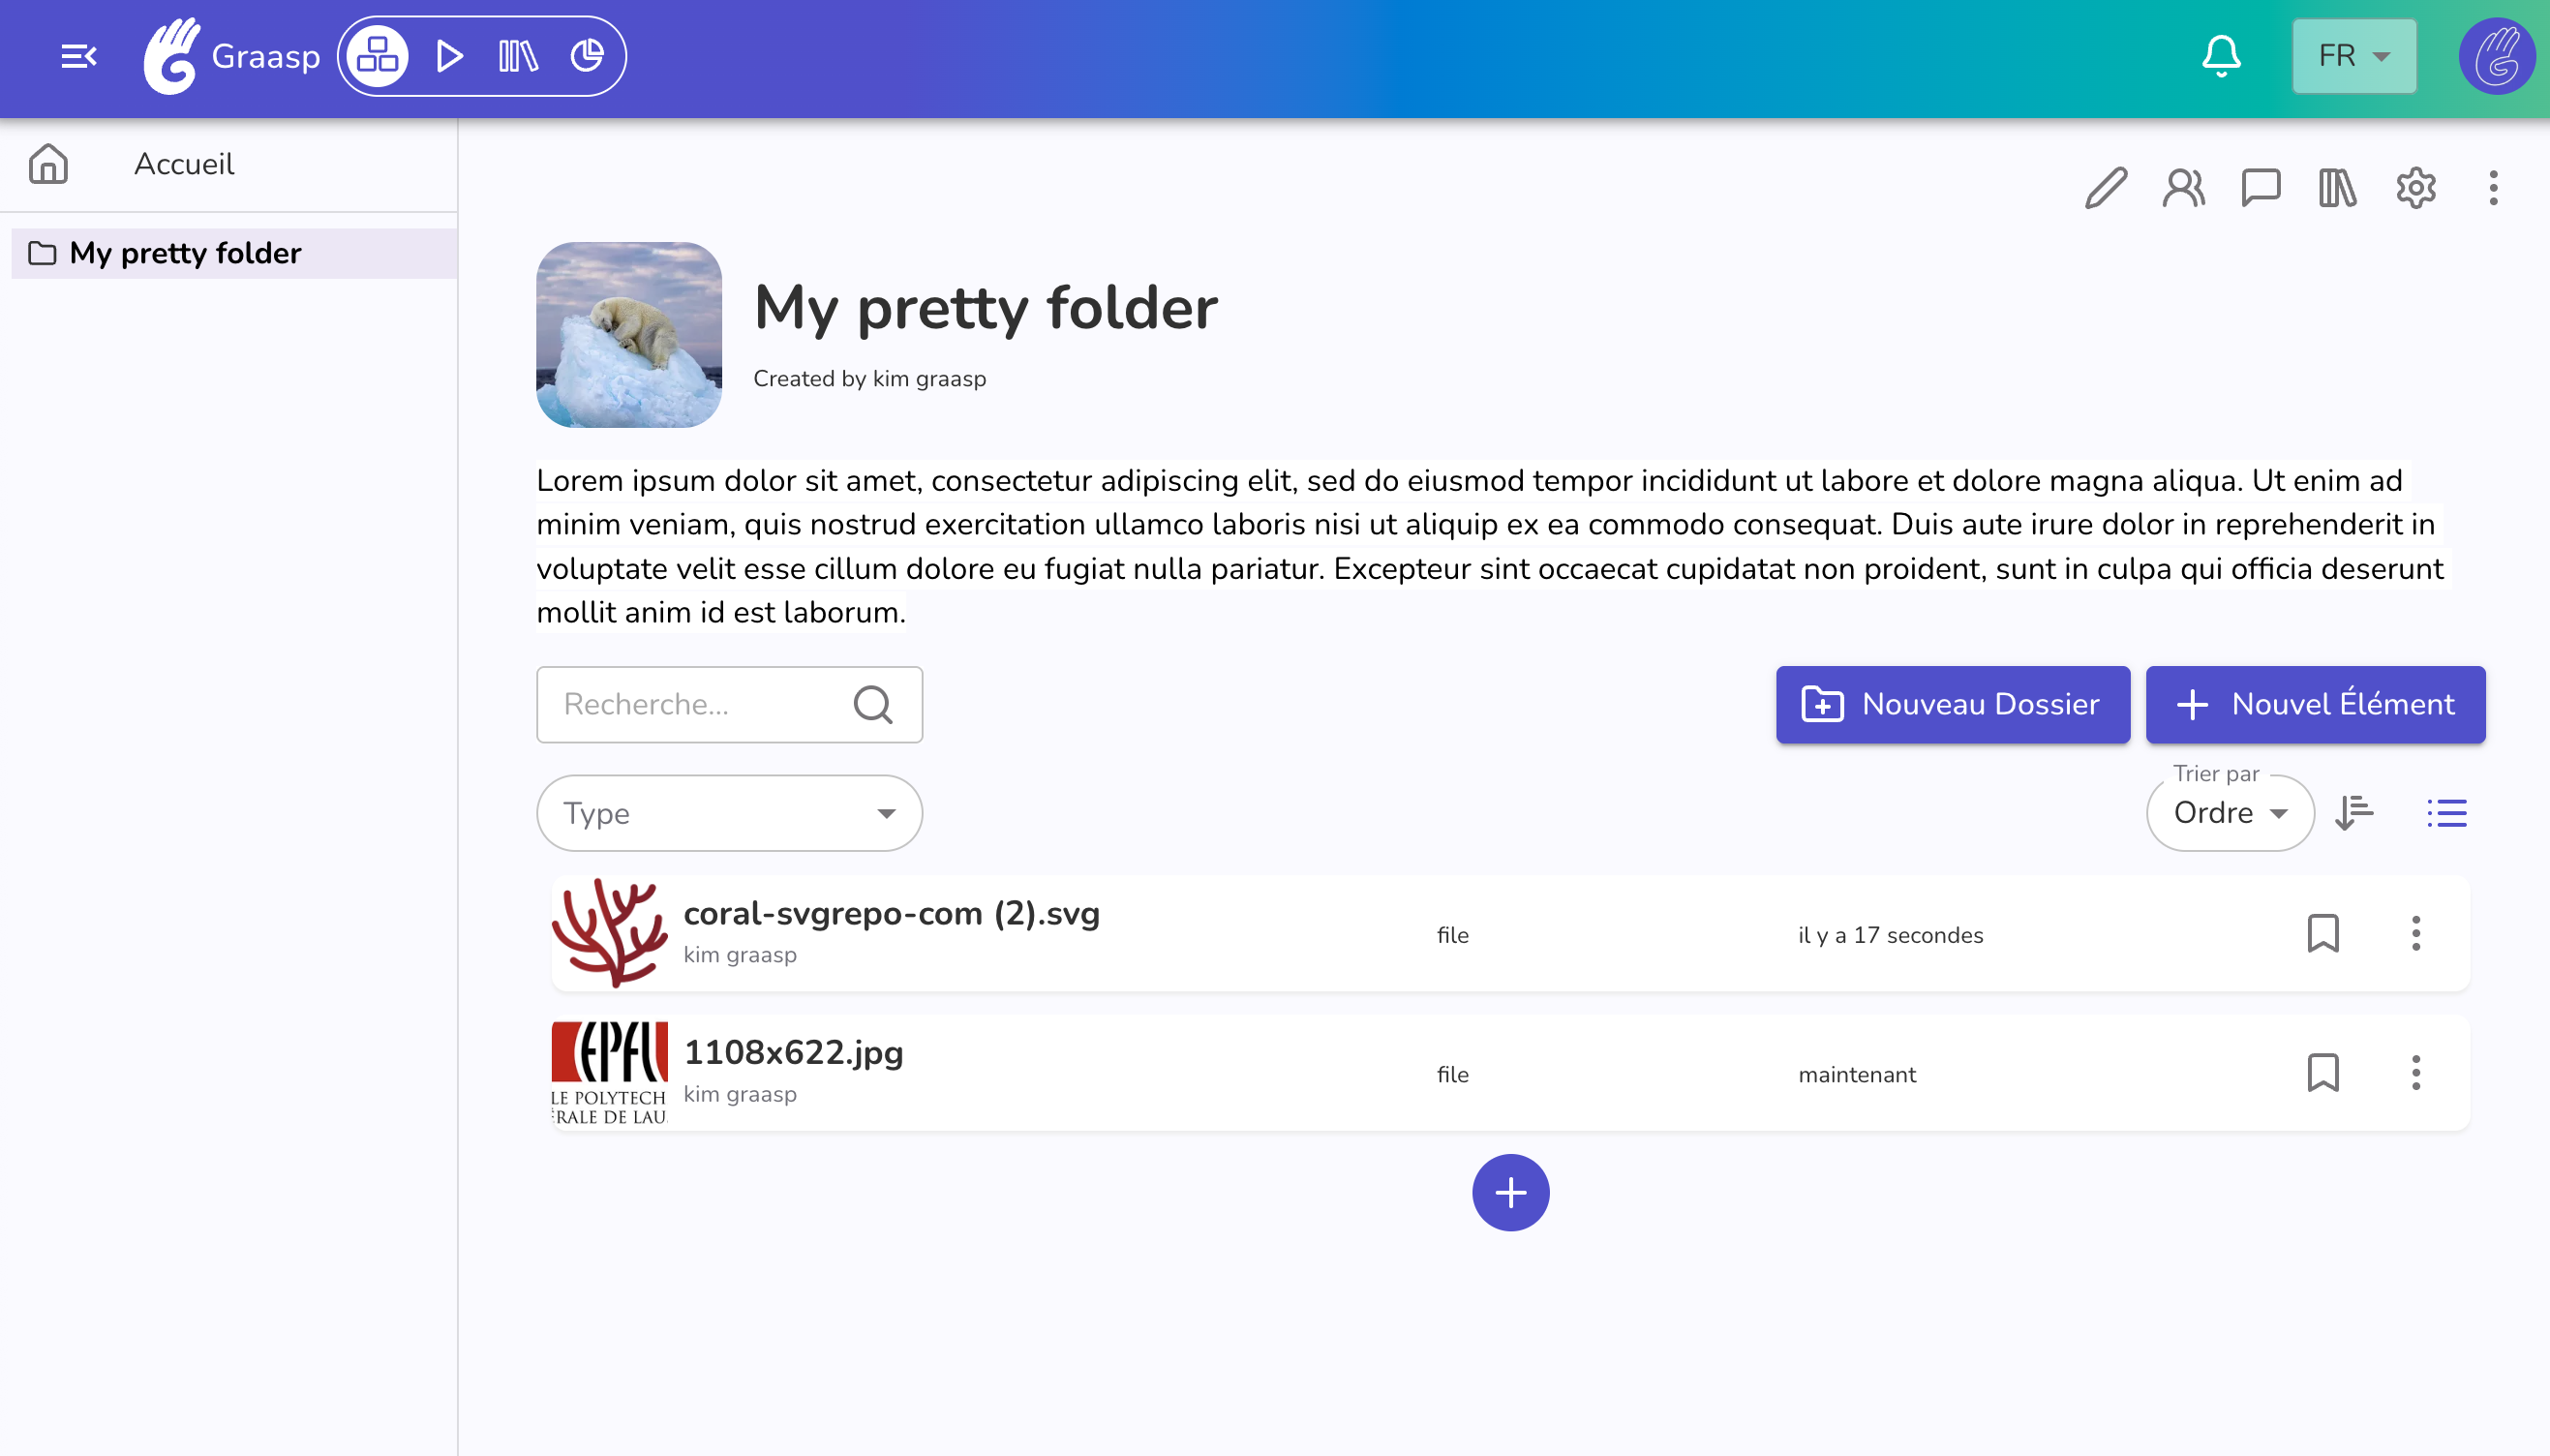 Graasp
FR
Accueil
My pretty folder
My pretty folder
Created by kim graasp
Lorem ipsum dolor sit amet, consectetur adipiscing elit, sed do eiusmod tempor incididunt ut labore et dolore magna aliqua. Ut enim ad
minim veniam, quis nostrud exercitation ullamco laboris nisi ut aliquip ex ea commodo consequat. Duis aute irure dolor in reprehenderit in
voluptate velit esse cillum dolore eu fugiat nulla pariatur. Excepteur sint occaecat cupidatat non proident, sunt in culpa qui officia deserunt
mollit anim id est laborum.
Recherche...
Nouveau Dossier
Nouvel Élément
Type
Trier par
Ordre
coral-svgrepo-com (2).svg
kim graasp
file
il y a 17 secondes
EPFL
LE POLYTECH
ÉRALE DE LAU
1108x622.jpg
kim graasp
file
maintenant